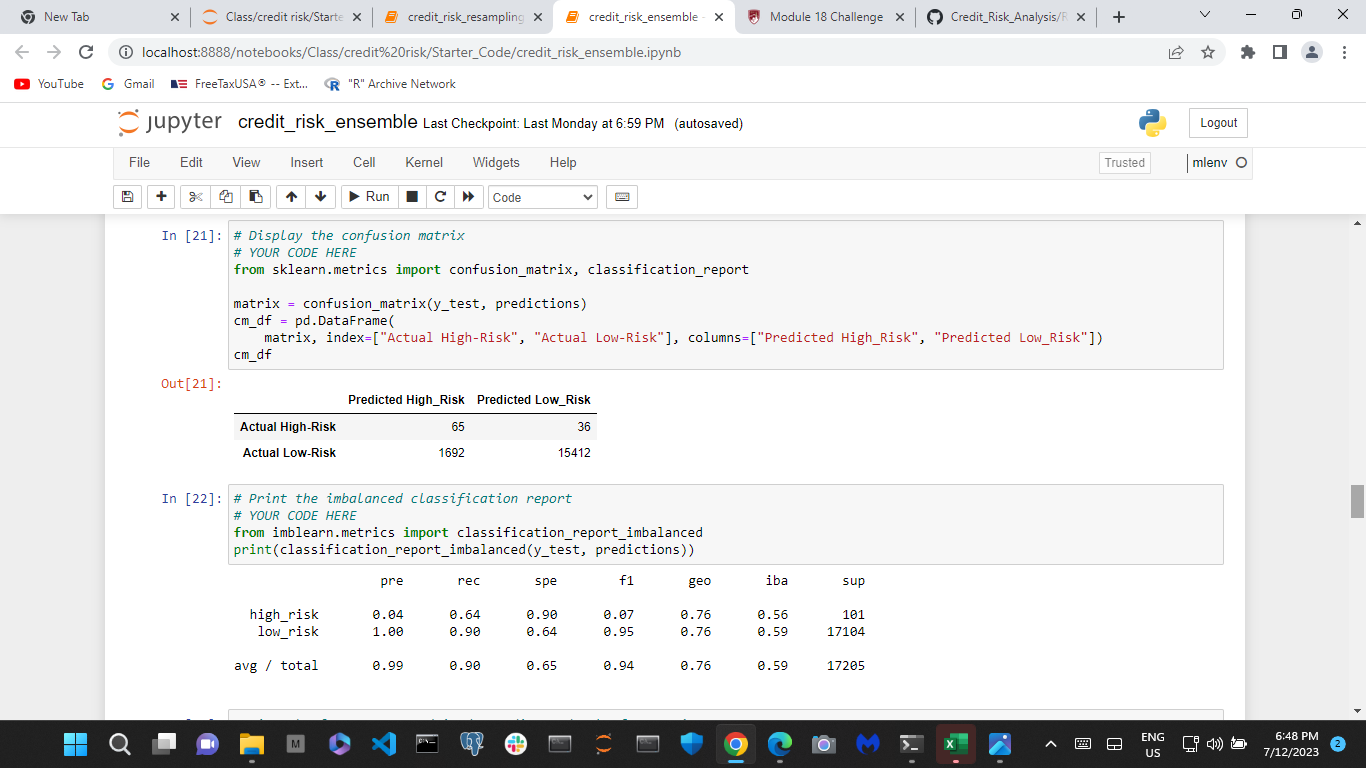 New Tab
Class/credit risk/Starte
credit_risk_resampling
credit_risk_ensemble -
Module 18 Challenge
Credit_Risk_Analysis/R
localhost:8888/notebooks/Class/credit%20risk/Starter_Code/credit_risk_ensemble.ipynb
YouTube
Gmail
FreeTaxUSA® -- Ext...
"R" Archive Network
jupyter credit_risk_ensemble Last Checkpoint: Last Monday at 6:59 PM (autosaved)
Logout
File Edit View Insert Cell Kernel Widgets Help
Trusted
mlenv
Run
Code
In [21]:
# Display the confusion matrix
# YOUR CODE HERE
from sklearn.metrics import confusion_matrix, classification_report
matrix = confusion_matrix(y_test, predictions)
cm_df = pd.DataFrame(
matrix, index=["Actual High-Risk", "Actual Low-Risk"], columns=["Predicted High_Risk", "Predicted Low_Risk"])
cm_df
Out[21]:
Predicted High_Risk Predicted Low_Risk
Actual High-Risk 65 36
Actual Low-Risk 1692 15412
In [22]:
# Print the imbalanced classification report
# YOUR CODE HERE
from imblearn.metrics import classification_report_imbalanced
print(classification_report_imbalanced(y_test, predictions))
pre rec spe f1 geo iba sup
high_risk 0.04 0.64 0.90 0.07 0.76 0.56 101
low_risk 1.00 0.90 0.64 0.95 0.76 0.59 17104
avg / total 0.99 0.90 0.65 0.94 0.76 0.59 17205
M
ENG
US
6:48 PM
7/12/2023
2